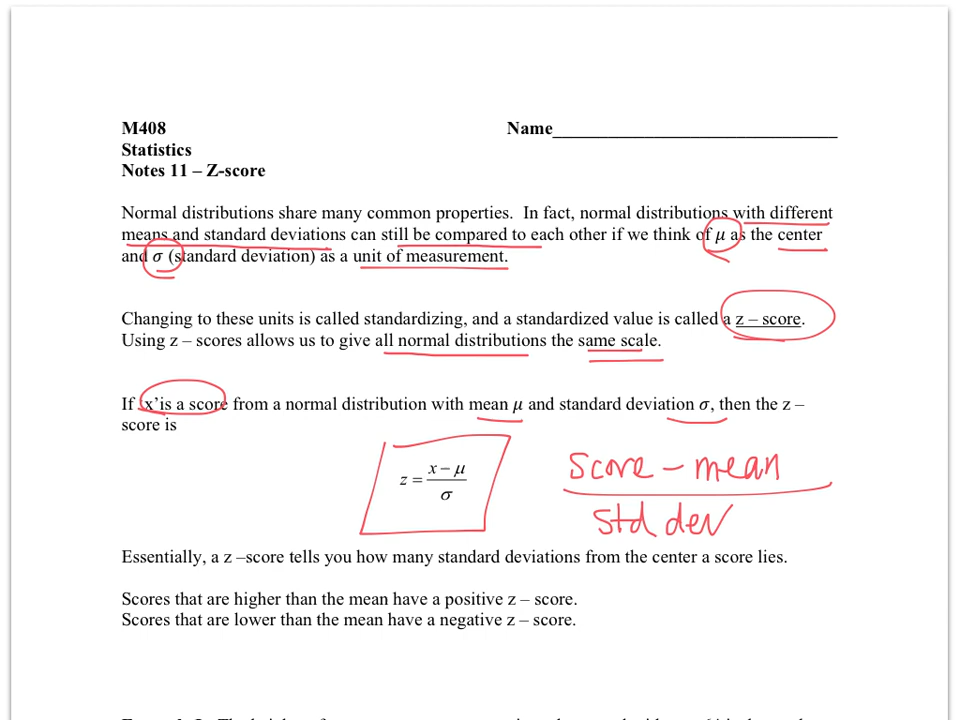 M408 Name______________________________
Statistics
Notes 11 – Z-score
Normal distributions share many common properties. In fact, normal distributions with different
means and standard deviations can still be compared to each other if we think of μ as the center
and σ (standard deviation) as a unit of measurement.
Changing to these units is called standardizing, and a standardized value is called a z – score.
Using z – scores allows us to give all normal distributions the same scale.
If 'x' is a score from a normal distribution with mean μ and standard deviation σ, then the z –
score is
z = (x − μ) / σ
score – mean
std dev
Essentially, a z –score tells you how many standard deviations from the center a score lies.
Scores that are higher than the mean have a positive z – score.
Scores that are lower than the mean have a negative z – score.